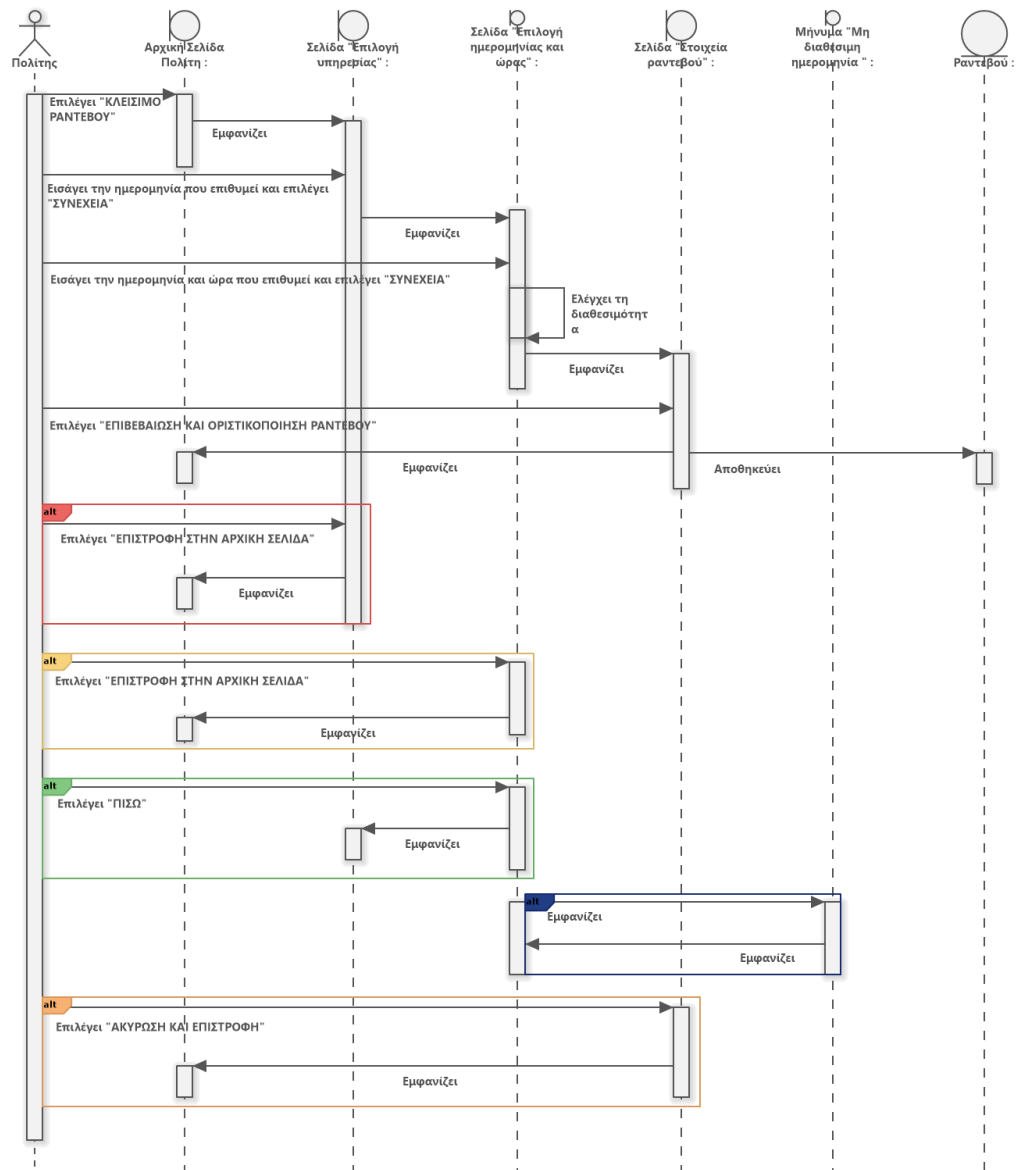 Πολίτης
Αρχική Σελίδα
Πολίτη :
Σελίδα "Επιλογή
υπηρεσίας" :
Σελίδα "Επιλογή
ημερομηνίας και
ώρας" :
Σελίδα "Στοιχεία
ραντεβού" :
Μήνυμα "Μη
διαθέσιμη
ημερομηνία " :
Ραντεβού :
Επιλέγει "ΚΛΕΙΣΙΜΟ
ΡΑΝΤΕΒΟΥ"
Εμφανίζει
Εισάγει την ημερομηνία που επιθυμεί και επιλέγει
"ΣΥΝΕΧΕΙΑ"
Εμφανίζει
Εισάγει την ημερομηνία και ώρα που επιθυμεί και επιλέγει "ΣΥΝΕΧΕΙΑ"
Ελέγχει τη
διαθεσιμότητ
α
Εμφανίζει
Επιλέγει "ΕΠΙΒΕΒΑΙΩΣΗ ΚΑΙ ΟΡΙΣΤΙΚΟΠΟΙΗΣΗ ΡΑΝΤΕΒΟΥ"
Εμφανίζει
Αποθηκεύει
alt
Επιλέγει "ΕΠΙΣΤΡΟΦΗ ΣΤΗΝ ΑΡΧΙΚΗ ΣΕΛΙΔΑ"
Εμφανίζει
alt
Επιλέγει "ΕΠΙΣΤΡΟΦΗ ΣΤΗΝ ΑΡΧΙΚΗ ΣΕΛΙΔΑ"
Εμφανίζει
alt
Επιλέγει "ΠΙΣΩ"
Εμφανίζει
alt
Εμφανίζει
Εμφανίζει
alt
Επιλέγει "ΑΚΥΡΩΣΗ ΚΑΙ ΕΠΙΣΤΡΟΦΗ"
Εμφανίζει